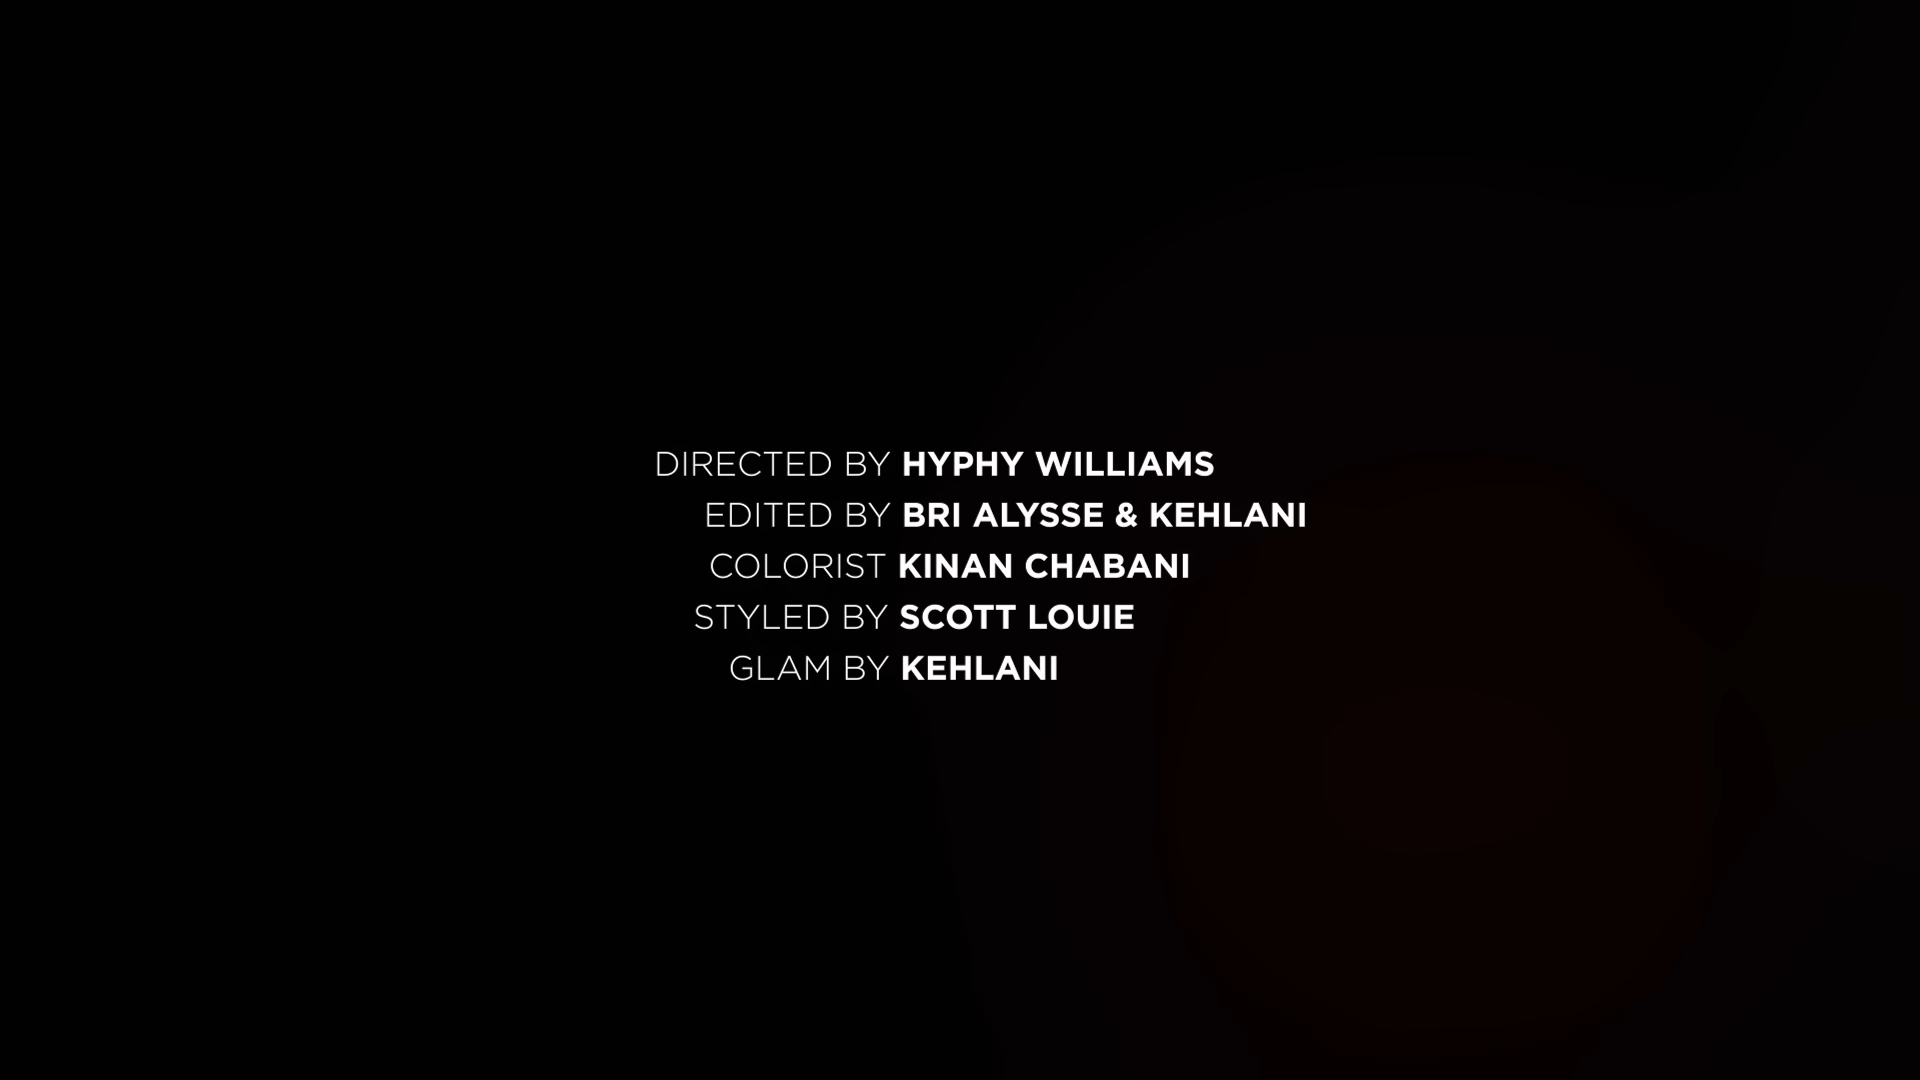 DIRECTED BY HYPHY WILLIAMS
EDITED BY BRI ALYSSE & KEHLANI
COLORIST KINAN CHABANI
STYLED BY SCOTT LOUIE
GLAM BY KEHLANI